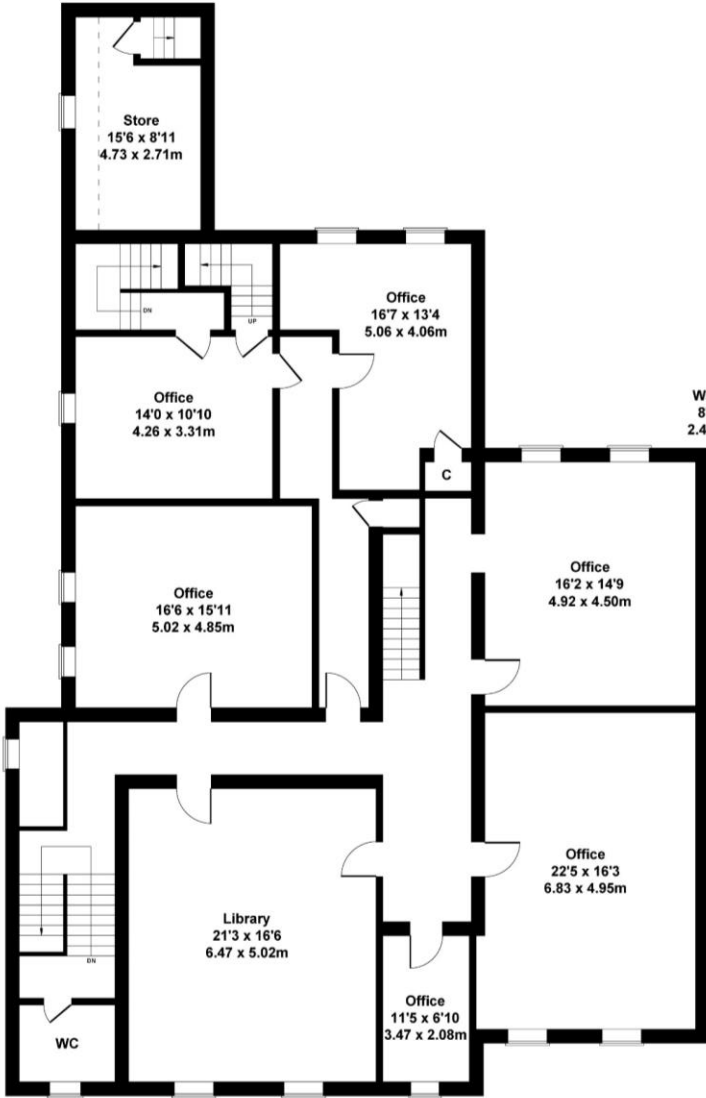 Store
15'6 x 8'11
4.73 x 2.71m
DN
UP
Office
16'7 x 13'4
5.06 x 4.06m
Office
14'0 x 10'10
4.26 x 3.31m
W
8'
2.4
C
Office
16'2 x 14'9
4.92 x 4.50m
Office
16'6 x 15'11
5.02 x 4.85m
Office
22'5 x 16'3
6.83 x 4.95m
Library
21'3 x 16'6
6.47 x 5.02m
DN
Office
11'5 x 6'10
3.47 x 2.08m
WC